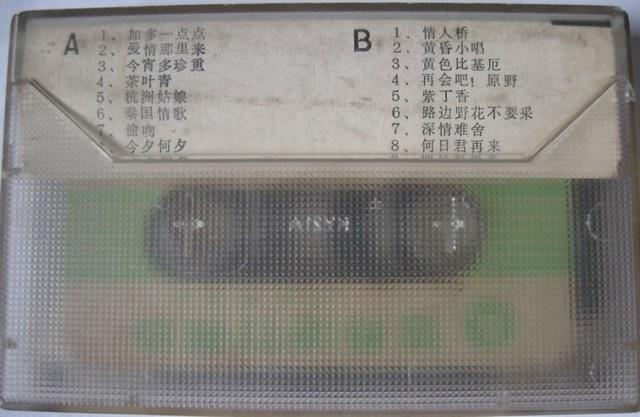 A
1、加多一点点
2、爱情那里来
3、今宵多珍重
4、茶叶青
5、杭洲姑娘
6、秦国情歌
7、偷吻
、今夕何夕
B
1、情人桥
2、黄昏小唱
3、黄色比基厄
4、再会吧！原野
5、紫丁香
6、路边野花不要采
7、深情难舍
8、何日君再来
KY21A